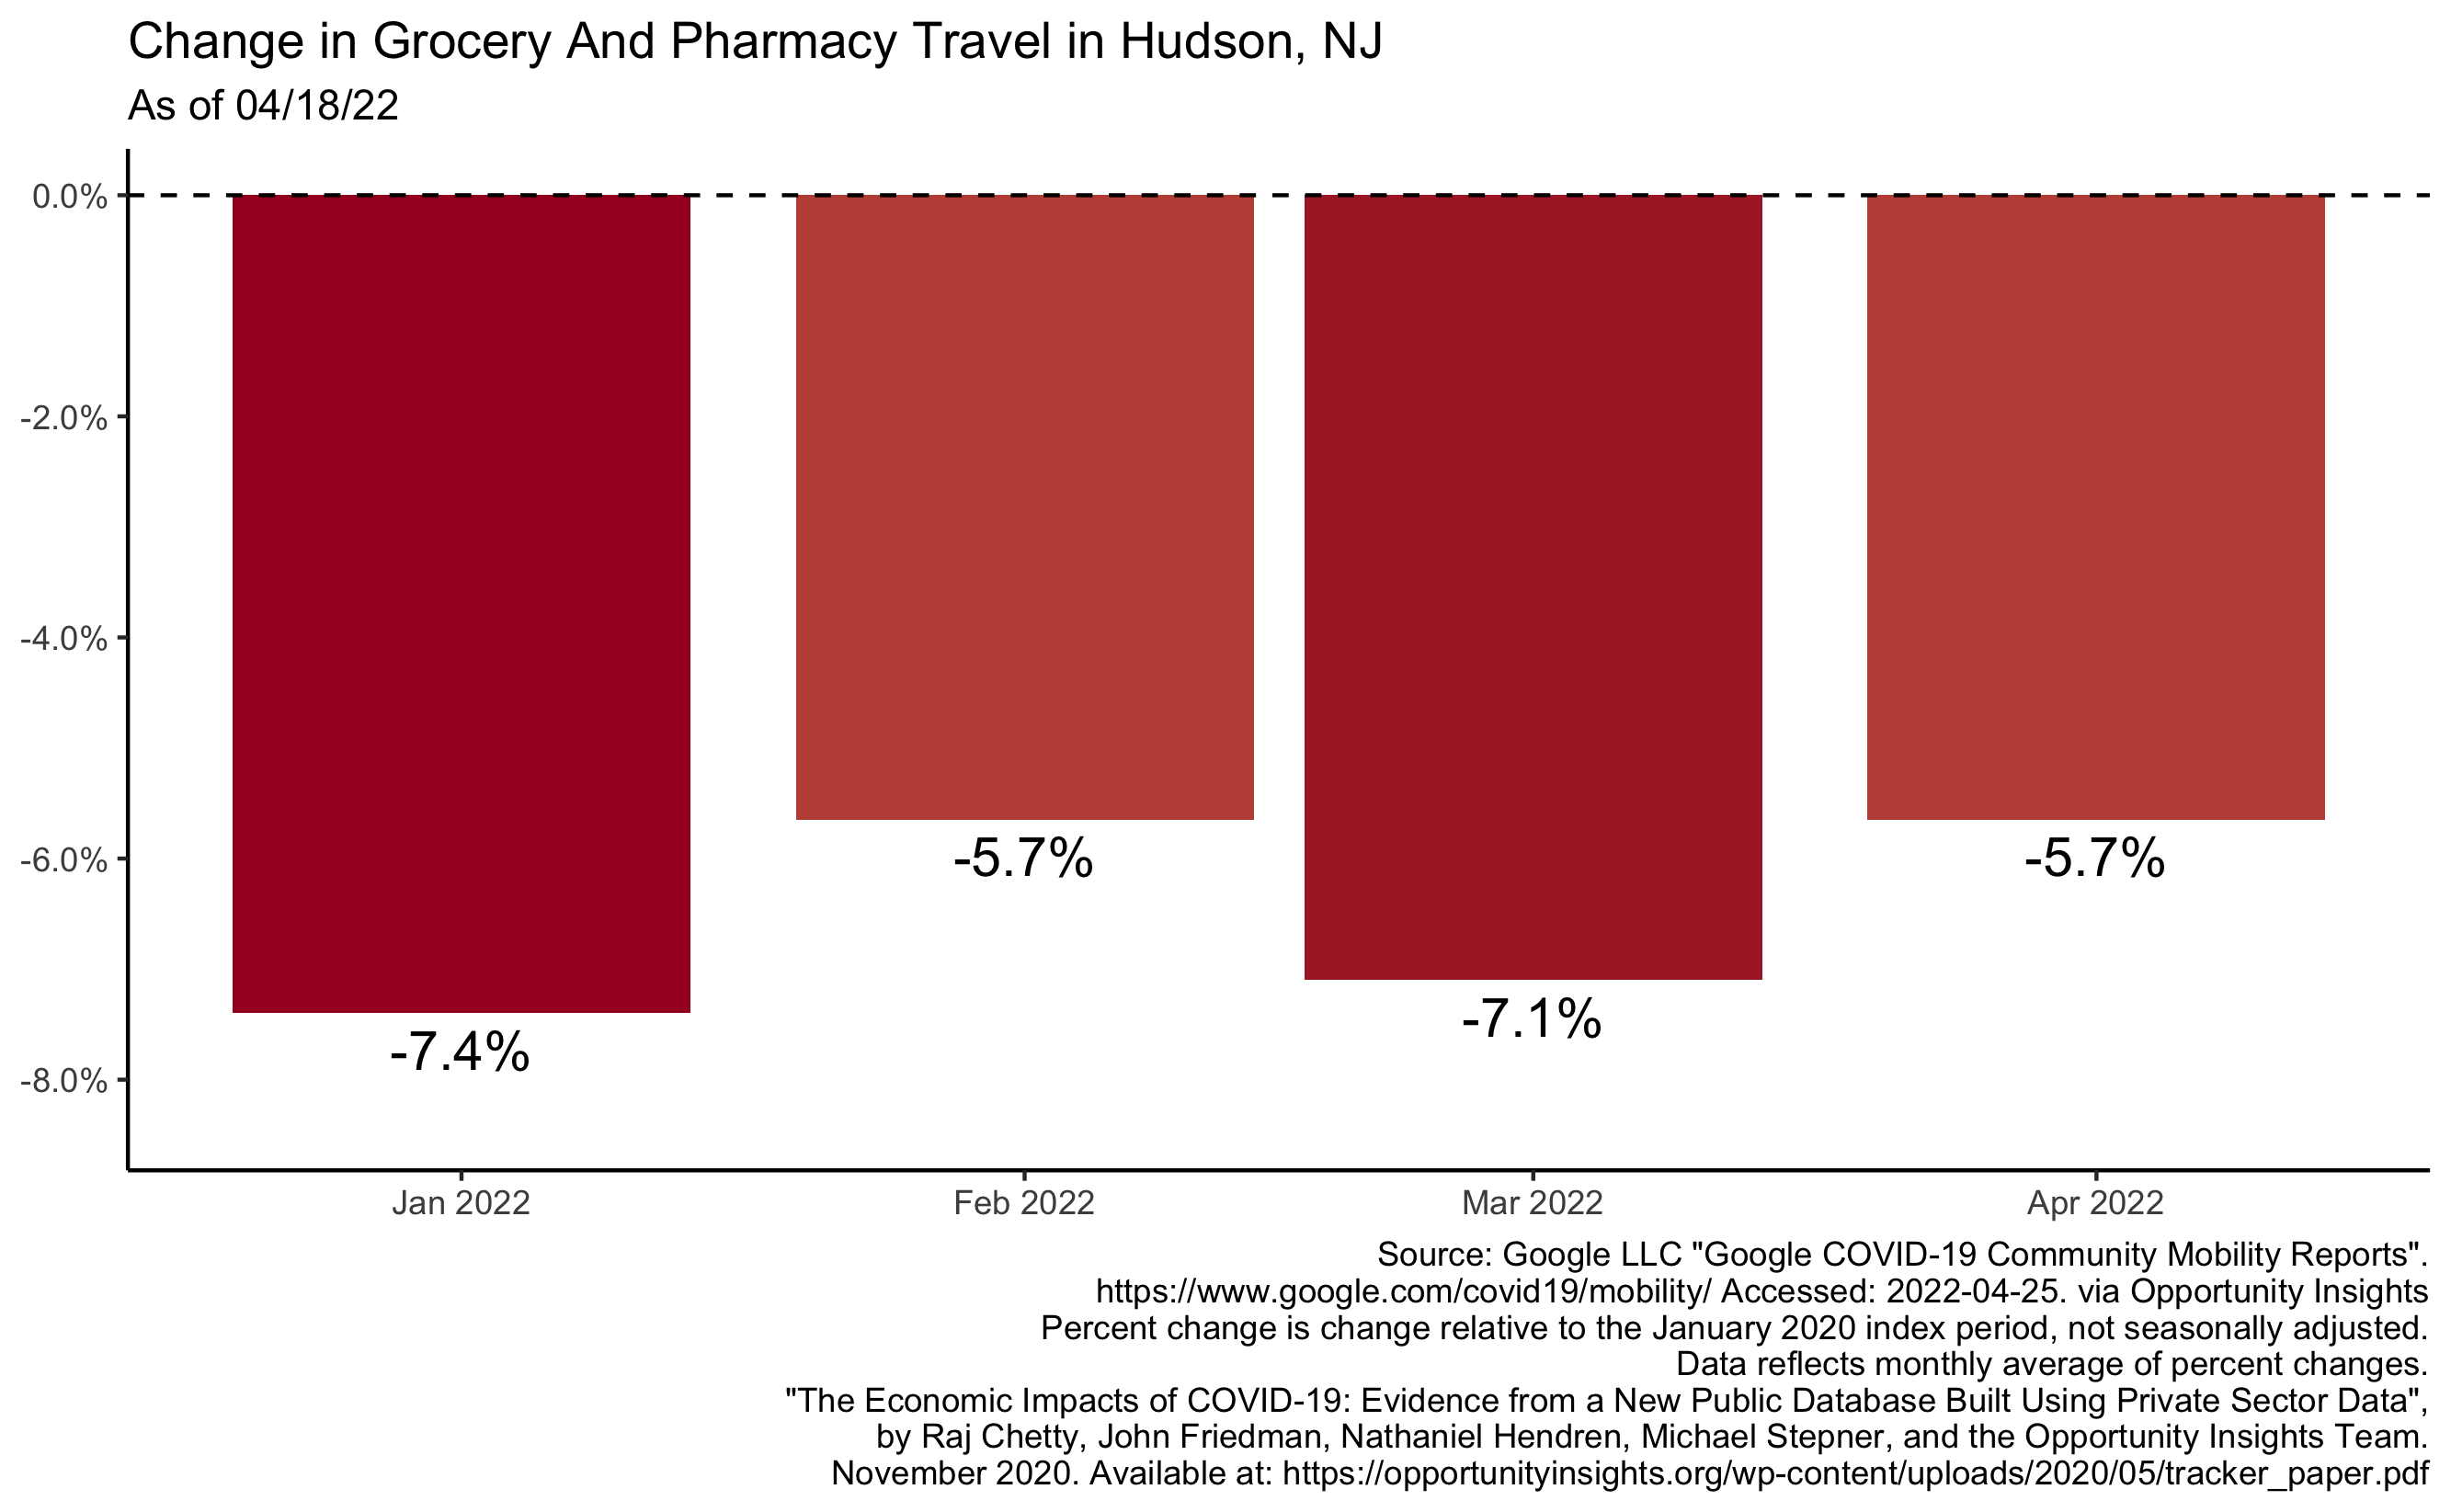 Change in Grocery And Pharmacy Travel in Hudson, NJ
As of 04/18/22
0.0%
-2.0%
-4.0%
-6.0%
-8.0%
-7.4%
-5.7%
-7.1%
-5.7%
Jan 2022
Feb 2022
Mar 2022
Apr 2022
Source: Google LLC "Google COVID-19 Community Mobility Reports".
https://www.google.com/covid19/mobility/ Accessed: 2022-04-25. via Opportunity Insights
Percent change is change relative to the January 2020 index period, not seasonally adjusted.
Data reflects monthly average of percent changes.
"The Economic Impacts of COVID-19: Evidence from a New Public Database Built Using Private Sector Data",
by Raj Chetty, John Friedman, Nathaniel Hendren, Michael Stepner, and the Opportunity Insights Team.
November 2020. Available at: https://opportunityinsights.org/wp-content/uploads/2020/05/tracker_paper.pdf